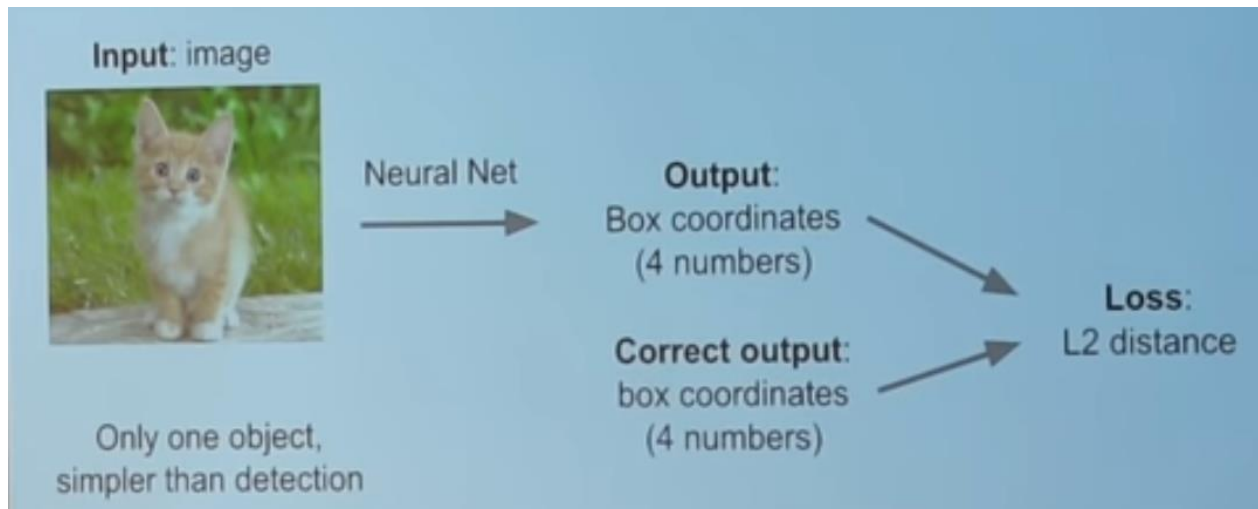 Input: image
Neural Net
Output:
Box coordinates
(4 numbers)
Correct output:
box coordinates
(4 numbers)
Loss:
L2 distance
Only one object,
simpler than detection